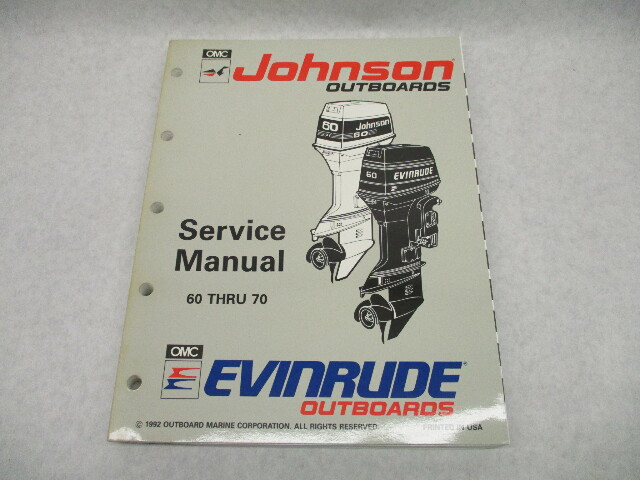 OMC
Johnson
OUTBOARDS
60 Johnson
60
60 EVINRUDE
Service
Manual
60 THRU 70
OMC
EVINRUDE®
OUTBOARDS
© 1992 OUTBOARD MARINE CORPORATION. ALL RIGHTS RESERVED. PRINTED IN USA